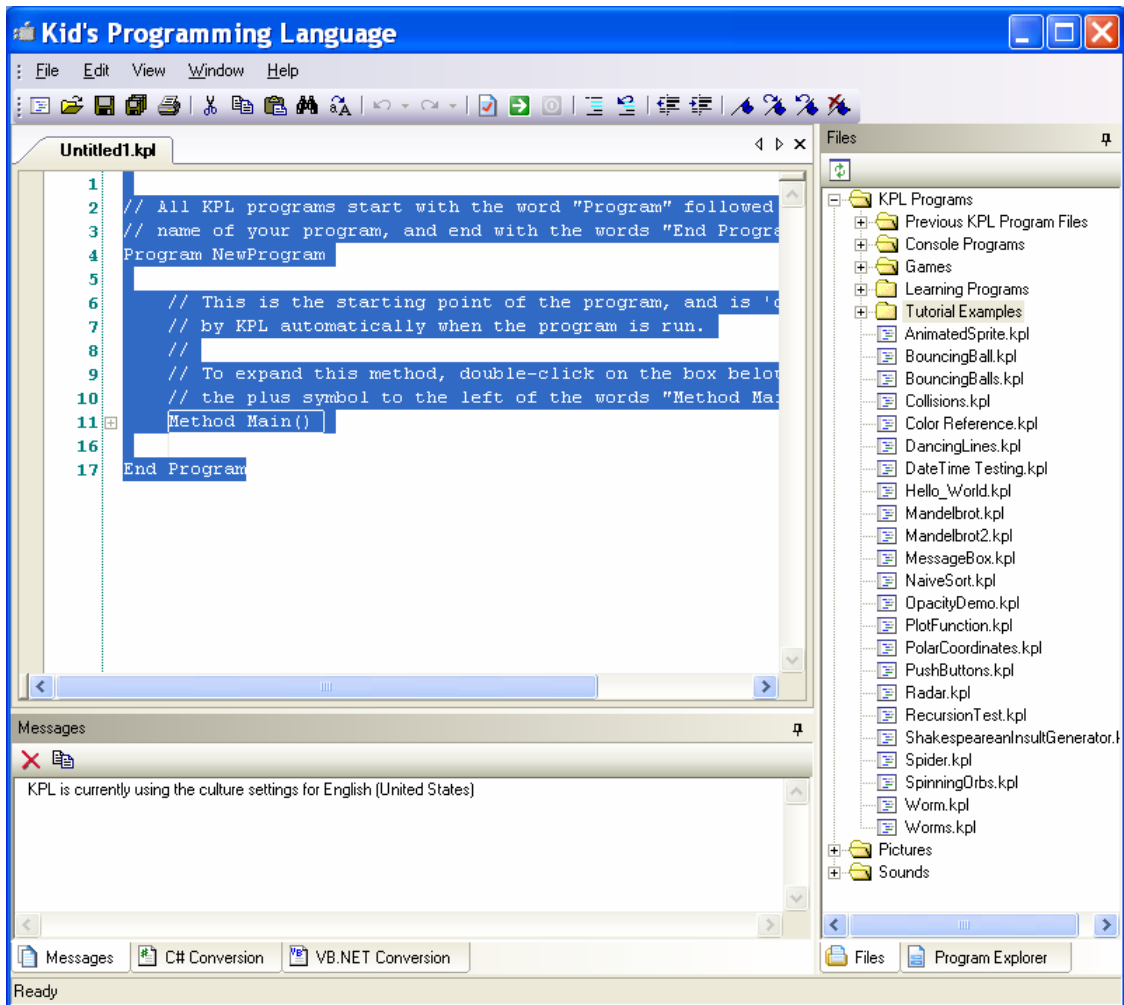 Kid's Programming Language
File Edit View Window Help
Untitled1.kpl
1
2 // All KPL programs start with the word "Program" followed
3 // name of your program, and end with the words "End Progra
4 Program NewProgram
5
6 // This is the starting point of the program, and is 'c
7 // by KPL automatically when the program is run.
8 //
9 // To expand this method, double-click on the box below
10 // the plus symbol to the left of the words "Method Mai
11 Method Main()
16
17 End Program
Messages
KPL is currently using the culture settings for English (United States)
Messages C# Conversion VB.NET Conversion
Ready
Files
KPL Programs
Previous KPL Program Files
Console Programs
Games
Learning Programs
Tutorial Examples
AnimatedSprite.kpl
BouncingBall.kpl
BouncingBalls.kpl
Collisions.kpl
Color Reference.kpl
DancingLines.kpl
DateTime Testing.kpl
Hello_World.kpl
Mandelbrot.kpl
Mandelbrot2.kpl
MessageBox.kpl
NaiveSort.kpl
OpacityDemo.kpl
PlotFunction.kpl
PolarCoordinates.kpl
PushButtons.kpl
Radar.kpl
RecursionTest.kpl
ShakespeareanInsultGenerator.k
Spider.kpl
SpinningOrbs.kpl
Worm.kpl
Worms.kpl
Pictures
Sounds
Files Program Explorer